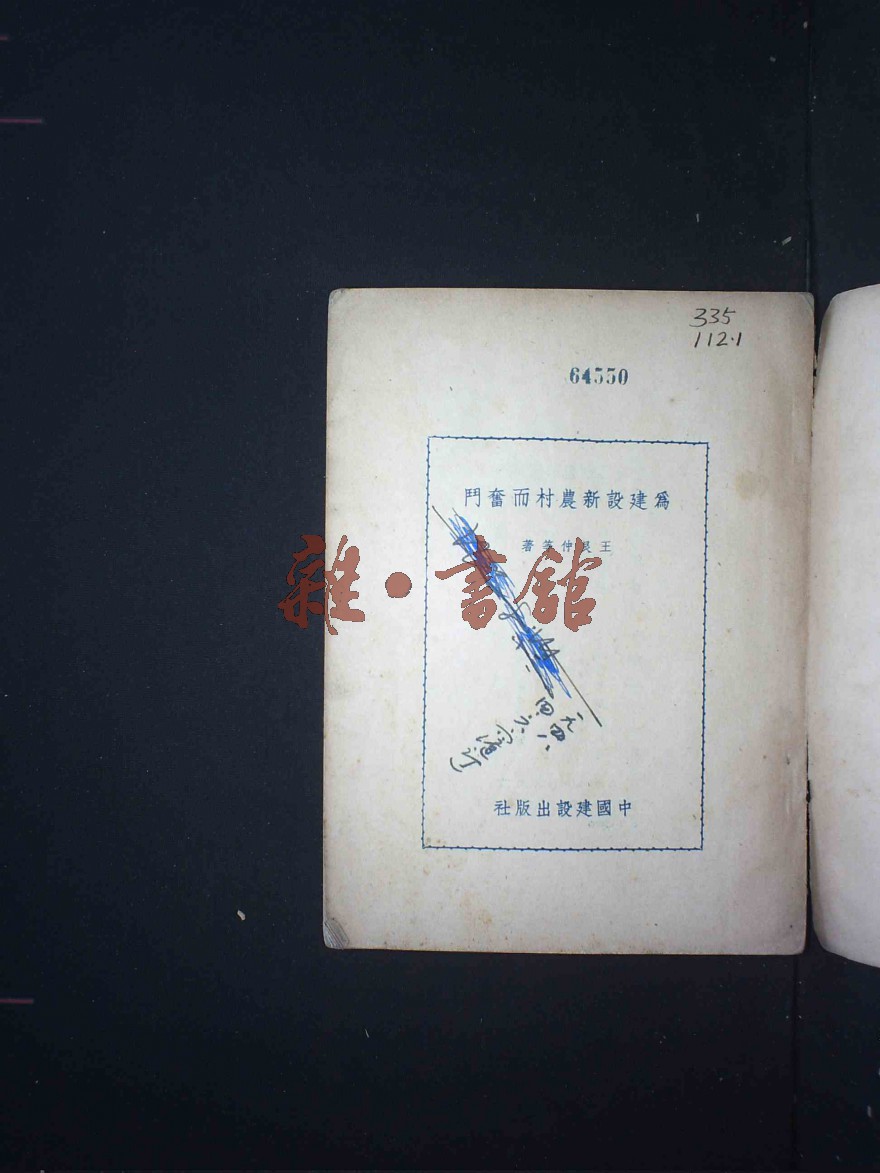 335
112.1
64550
爲建設新農村而奮鬥
王艮仲等著
雜·書館
中國建設出版社